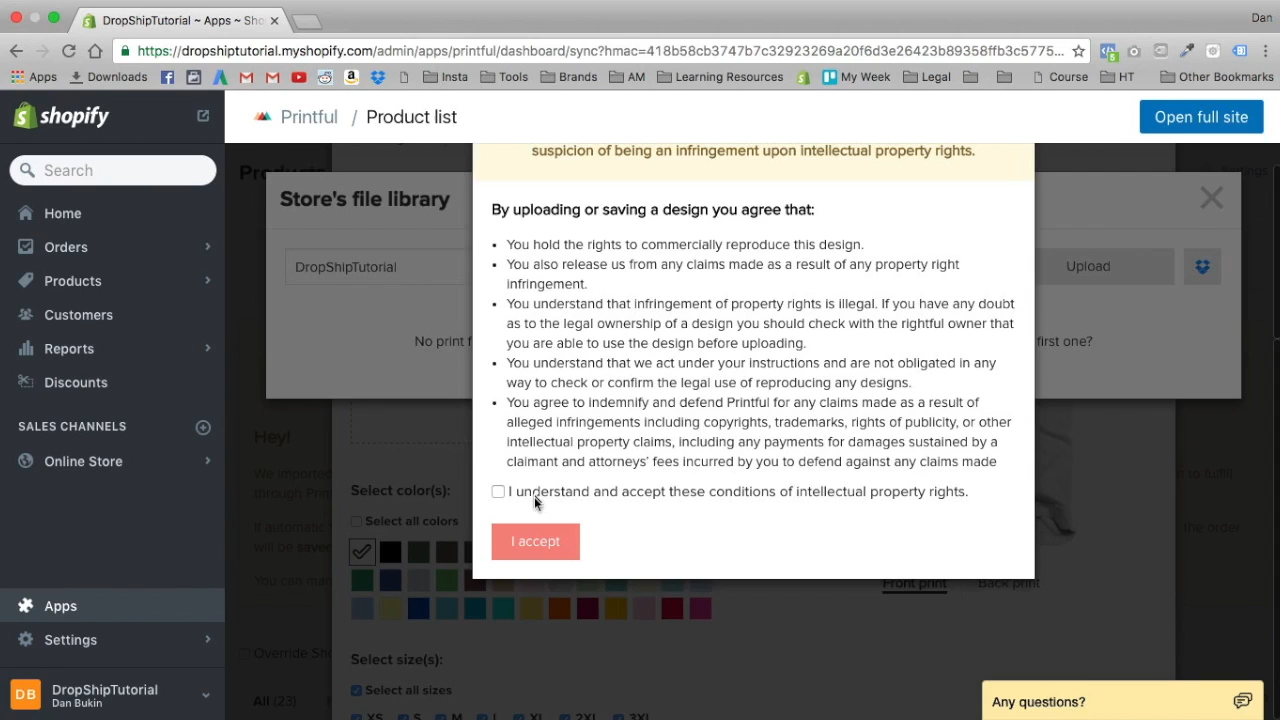 DropShipTutorial ~ Apps ~ Sho
Dan
https://dropshiptutorial.myshopify.com/admin/apps/printful/dashboard/sync?hmac=418b58cb3747b7c32923269a20f6d3e26423b89358ffb3c5775...
Apps Downloads Insta Tools Brands AM Learning Resources My Week Legal Course HT Other Bookmarks
shopify
Printful / Product list
Open full site
Search
Home
Orders
Products
Customers
Reports
Discounts
SALES CHANNELS
Online Store
Apps
Settings
DB
DropShipTutorial
Dan Bukin
Store's file library
DropShipTutorial
Upload
No print f
first one?
suspicion of being an infringement upon intellectual property rights.
By uploading or saving a design you agree that:
• You hold the rights to commercially reproduce this design.
• You also release us from any claims made as a result of any property right
infringement.
• You understand that infringement of property rights is illegal. If you have any doubt
as to the legal ownership of a design you should check with the rightful owner that
you are able to use the design before uploading.
• You understand that we act under your instructions and are not obligated in any
way to check or confirm the legal use of reproducing any designs.
• You agree to indemnify and defend Printful for any claims made as a result of
alleged infringements including copyrights, trademarks, rights of publicity, or other
intellectual property claims, including any payments for damages sustained by a
claimant and attorneys' fees incurred by you to defend against any claims made
I understand and accept these conditions of intellectual property rights.
I accept
Hey!
We imported
through Prin
If automatic
will be saved
You can man
to fulfil
the order
Select color(s):
Select all colors
Front print
Back print
Override Sho
All (23)
Select size(s):
Select all sizes
XS S M L XL 2XL 3XL
Any questions?